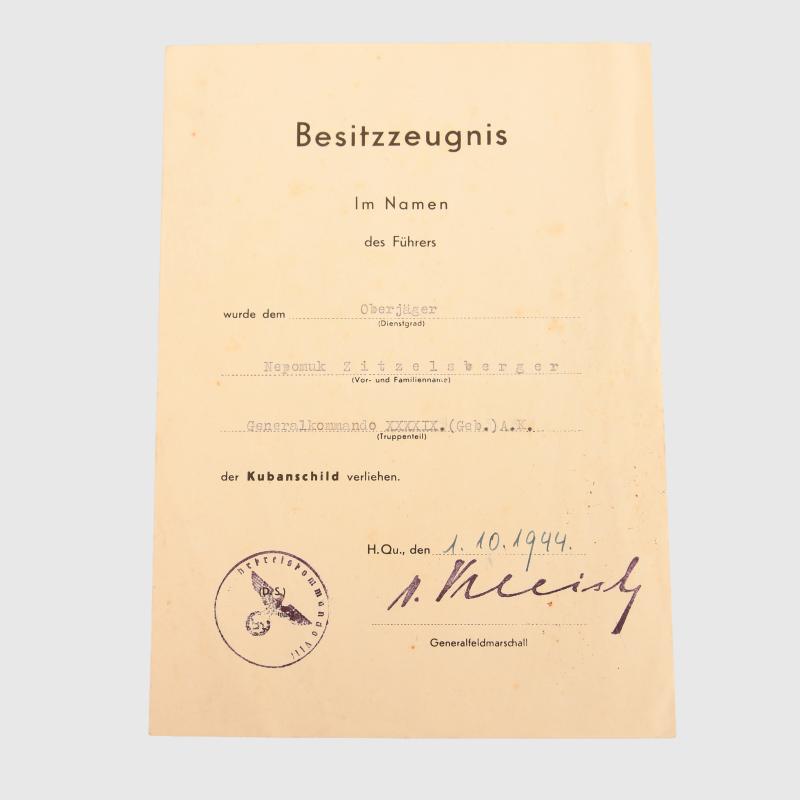 Besitzzeugnis
Im Namen
des Führers
wurde dem Oberjäger
(Dienstgrad)
Nepomuk Zitzelsberger
(Vor- und Familienname)
Generalkommando XXXXIX.(Geb.)A.K.
(Truppenteil)
der Kubanschild verliehen.
H.Qu., den 1.10.1944.
(D.S.)
v. Kleist
Generalfeldmarschall